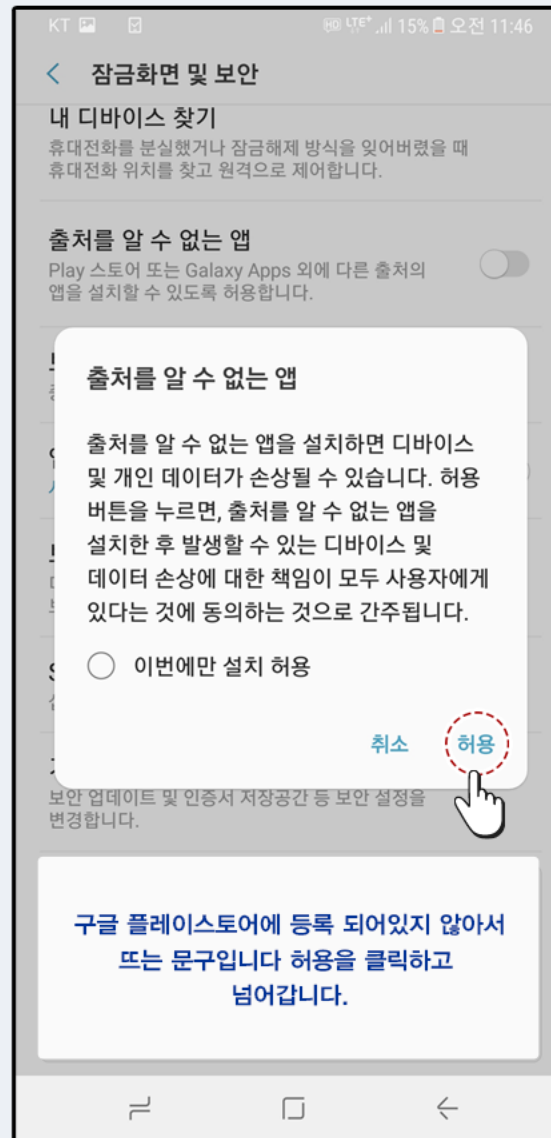 KT HD LTE+ 15% 오전 11:46
잠금화면 및 보안
내 디바이스 찾기
휴대전화를 분실했거나 잠금해제 방식을 잊어버렸을 때
휴대전화 위치를 찾고 원격으로 제어합니다.
출처를 알 수 없는 앱
Play 스토어 또는 Galaxy Apps 외에 다른 출처의
앱을 설치할 수 있도록 허용합니다.
출처를 알 수 없는 앱
출처를 알 수 없는 앱을 설치하면 디바이스
및 개인 데이터가 손상될 수 있습니다. 허용
버튼을 누르면, 출처를 알 수 없는 앱을
설치한 후 발생할 수 있는 디바이스 및
데이터 손상에 대한 책임이 모두 사용자에게
있다는 것에 동의하는 것으로 간주됩니다.
이번에만 설치 허용
취소 허용
보안 업데이트 및 인증서 저장공간 등 보안 설정을
변경합니다.
구글 플레이스토어에 등록 되어있지 않아서
뜨는 문구입니다 허용을 클릭하고
넘어갑니다.